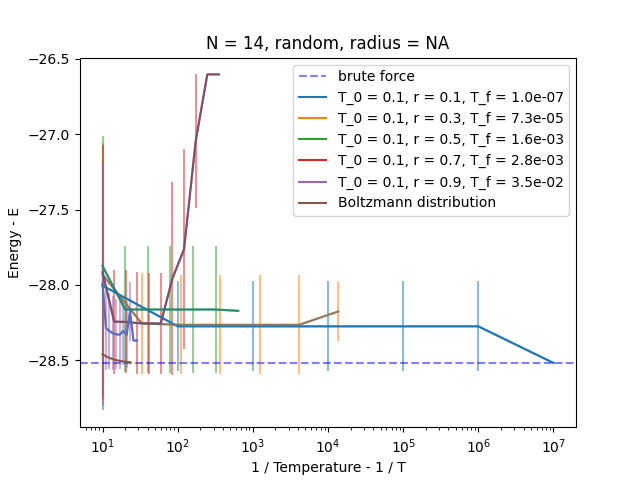 N = 14, random, radius = NA
Energy - E
−26.5
−27.0
−27.5
−28.0
−28.5
brute force
T_0 = 0.1, r = 0.1, T_f = 1.0e-07
T_0 = 0.1, r = 0.3, T_f = 7.3e-05
T_0 = 0.1, r = 0.5, T_f = 1.6e-03
T_0 = 0.1, r = 0.7, T_f = 2.8e-03
T_0 = 0.1, r = 0.9, T_f = 3.5e-02
Boltzmann distribution
10¹ 10² 10³ 10⁴ 10⁵ 10⁶ 10⁷
1 / Temperature - 1 / T